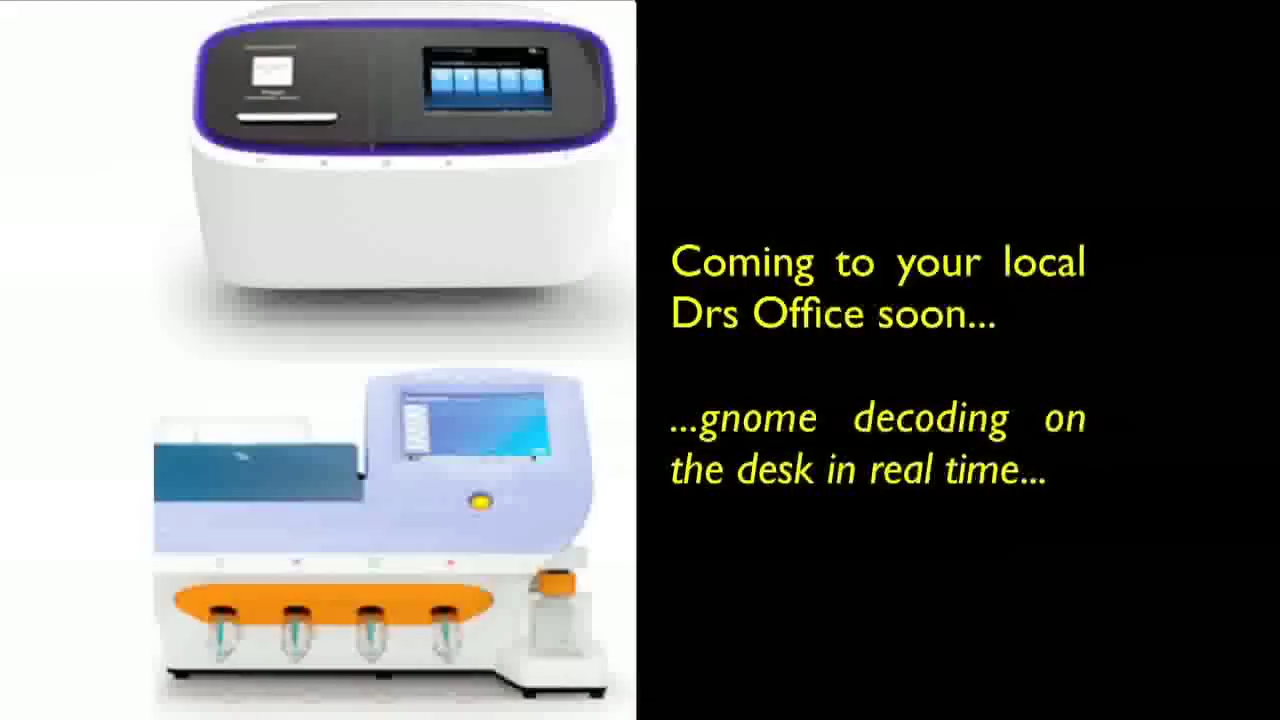 Coming to your local
Drs Office soon...
...gnome decoding on
the desk in real time...